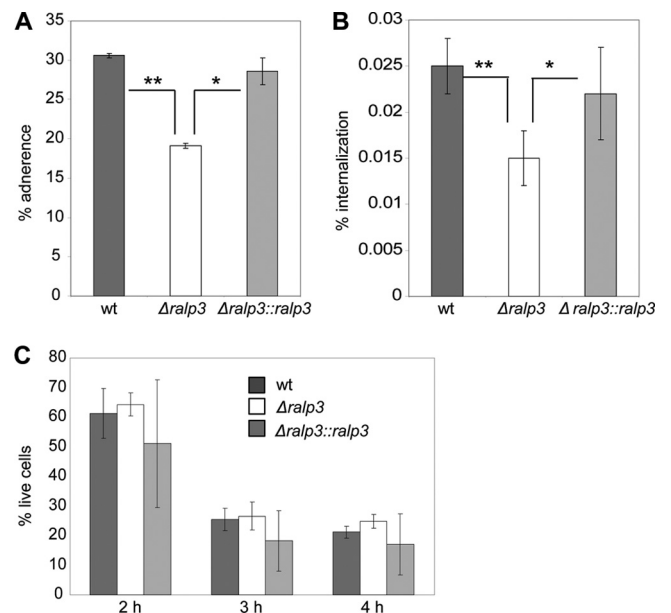 A
35
30
25
20
15
10
5
0
% adnerence
**
*
wt
Δralp3
Δralp3::ralp3
B
0.03
0.025
0.02
0.015
0.01
0.005
0
% internalization
**
*
wt
Δralp3
Δ ralp3::ralp3
C
80
70
60
50
40
30
20
10
0
% live cells
wt
Δralp3
Δralp3::ralp3
2 h
3 h
4 h